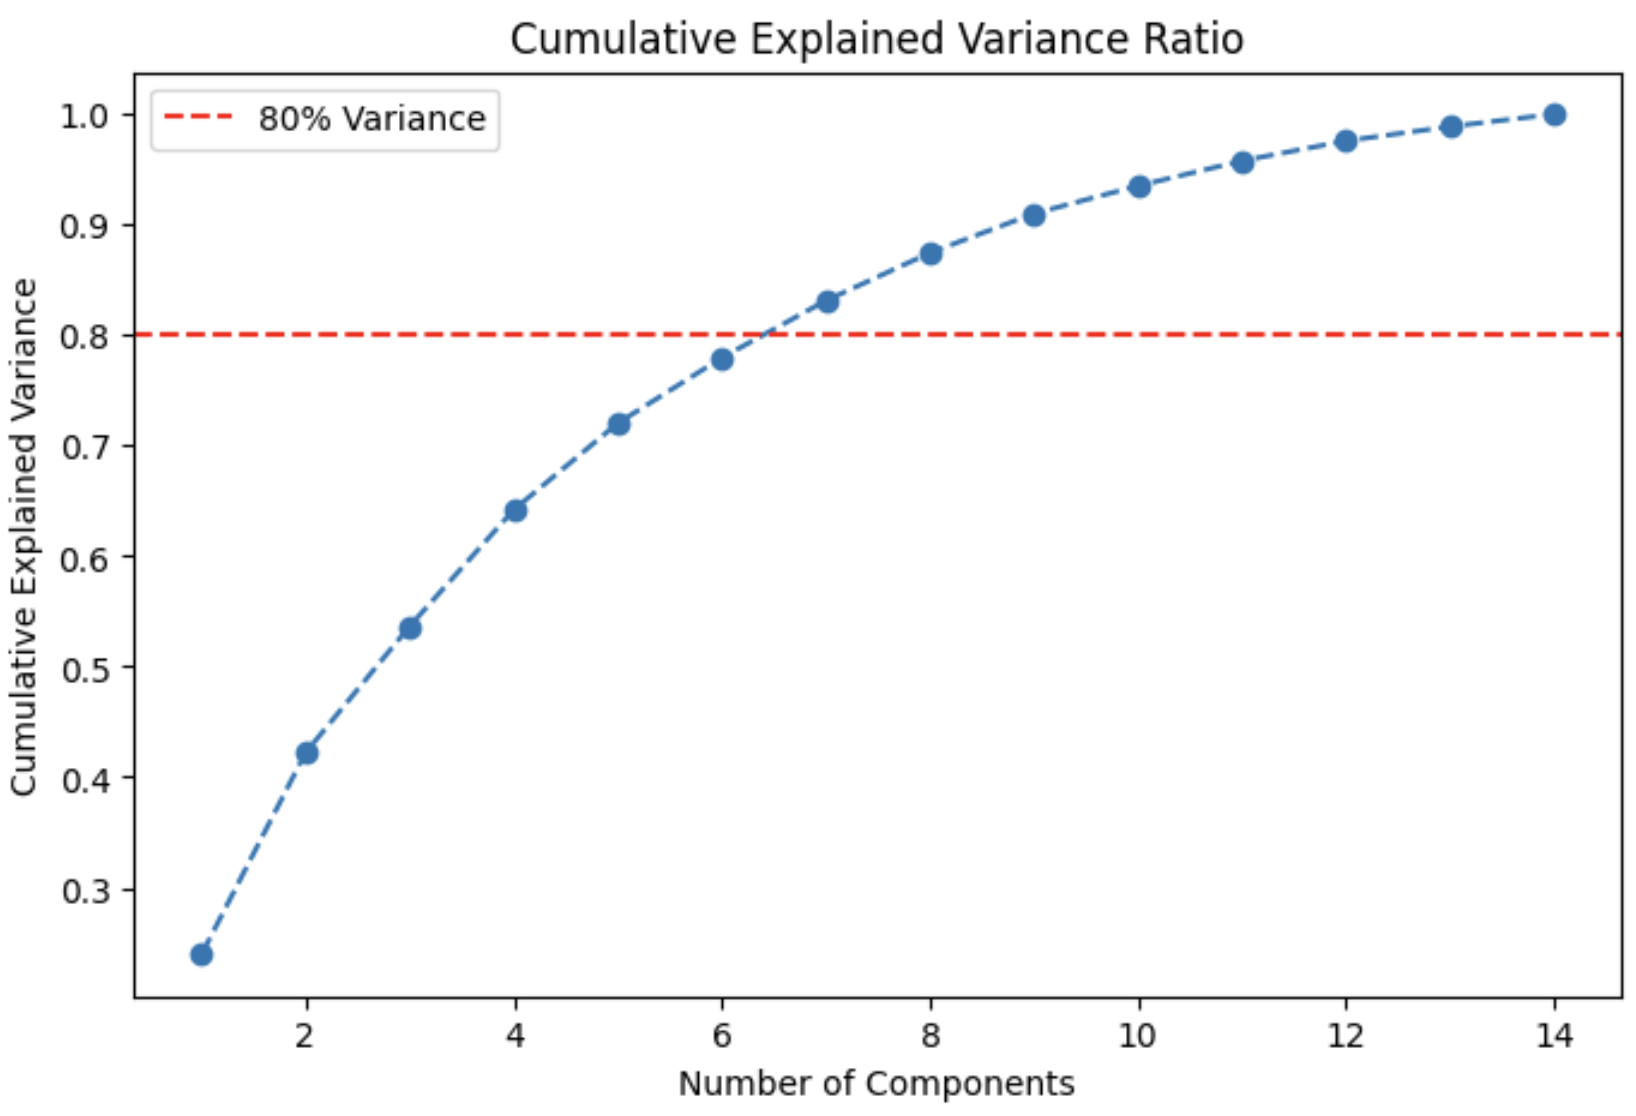 Cumulative Explained Variance Ratio
80% Variance
Cumulative Explained Variance
1.0
0.9
0.8
0.7
0.6
0.5
0.4
0.3
2 4 6 8 10 12 14
Number of Components